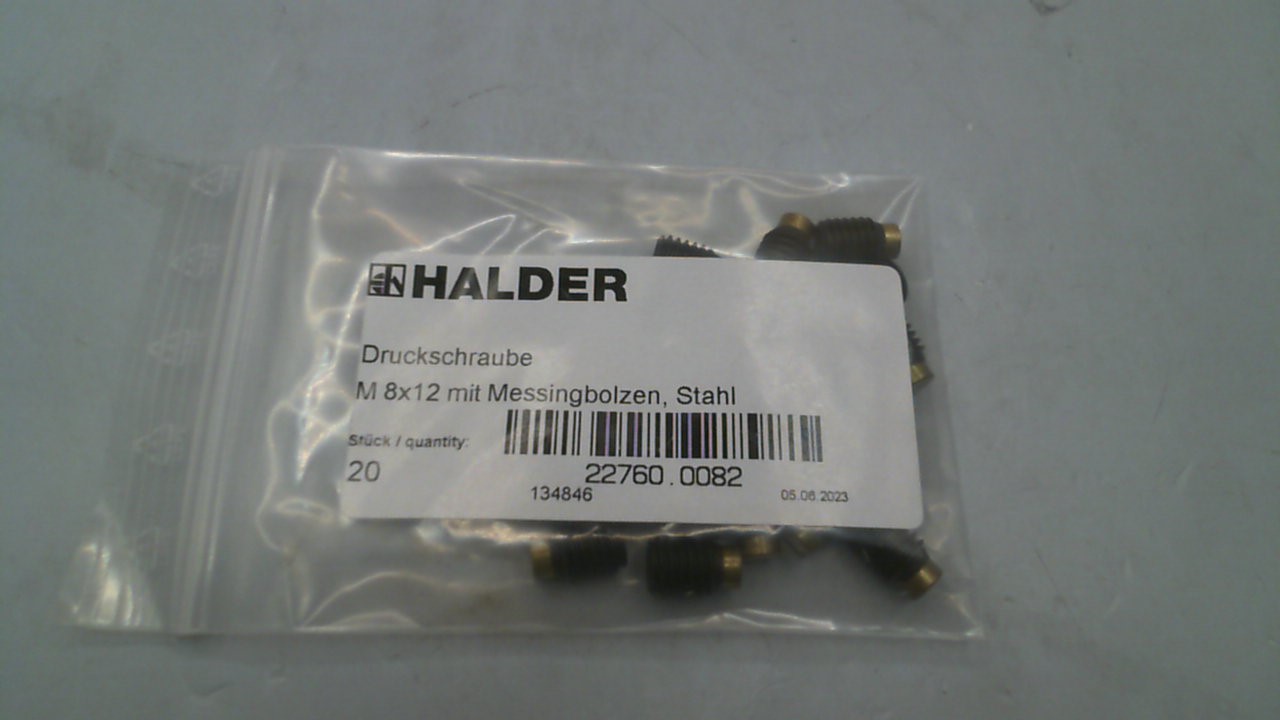 HALDER
Druckschraube
M 8x12 mit Messingbolzen, Stahl
Stück / quantity:
20
22760.0082
134846
05.06.2023